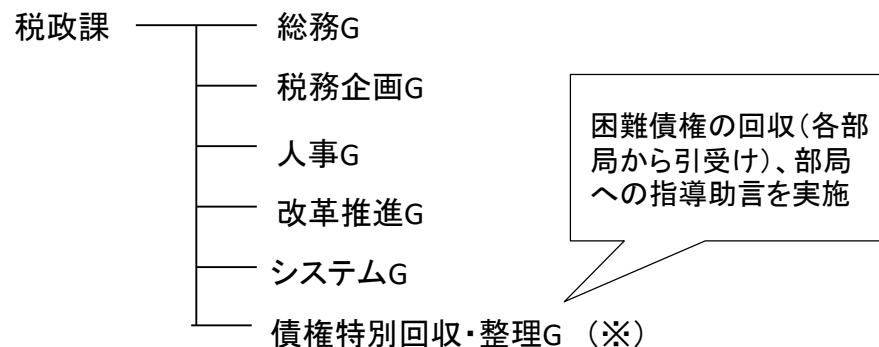 税政課
総務G
税務企画G
人事G
改革推進G
システムG
債権特別回収・整理G （※）
困難債権の回収（各部
局から引受け）、部局
への指導助言を実施